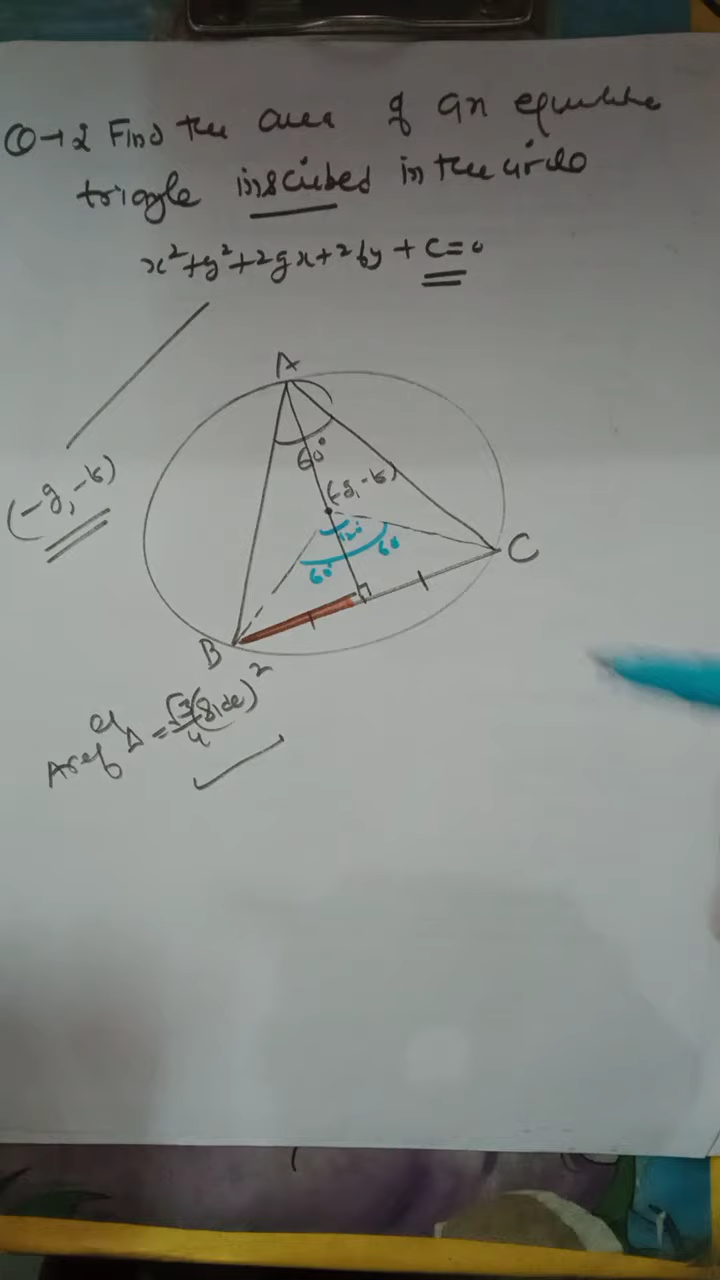 Q→2 Find the area of an equilate
triangle inscribed in the circle
x²+y²+2gx+2fy+c=0
A
60°
(-g,-f)
(-g,-f)
120°
60°
60°
C
B
Area of Δ = √3/4 (side)²